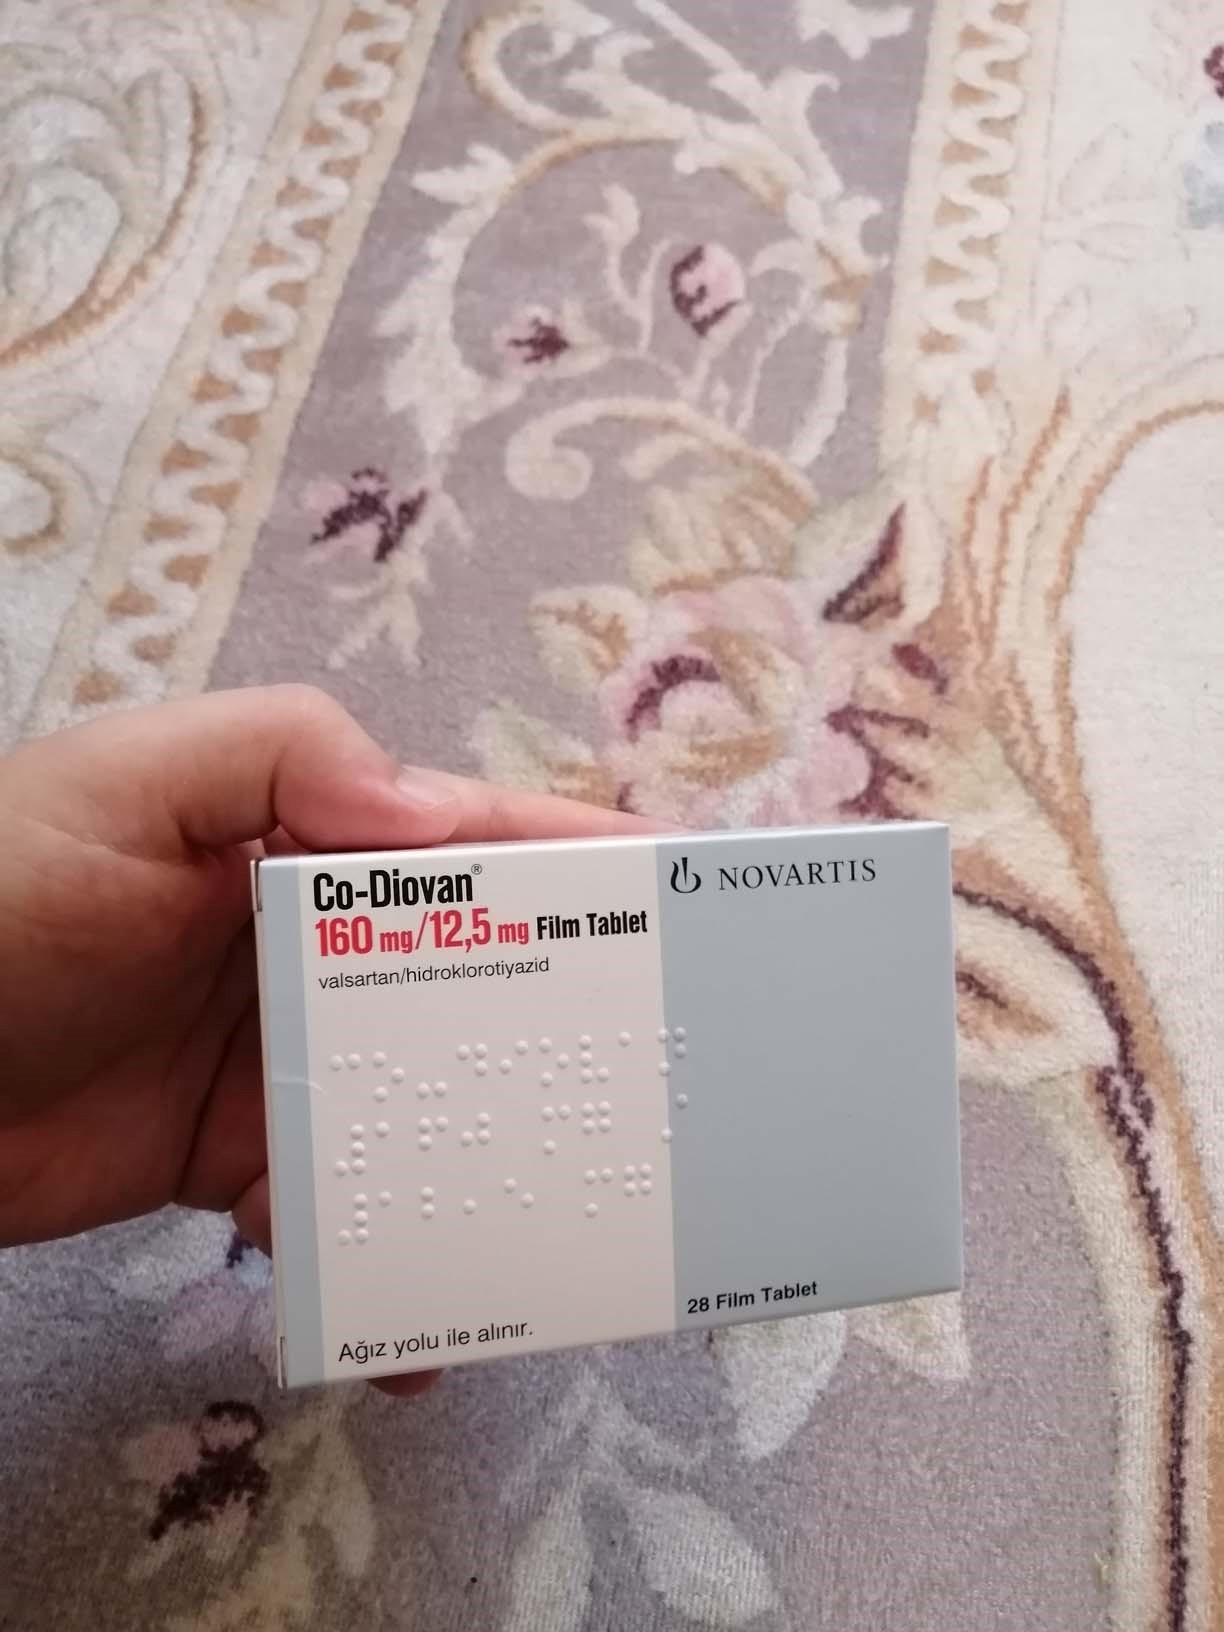 Co-Diovan®
160 mg/12,5 mg Film Tablet
valsartan/hidroklorotiyazid
NOVARTIS
28 Film Tablet
Ağız yolu ile alınır.